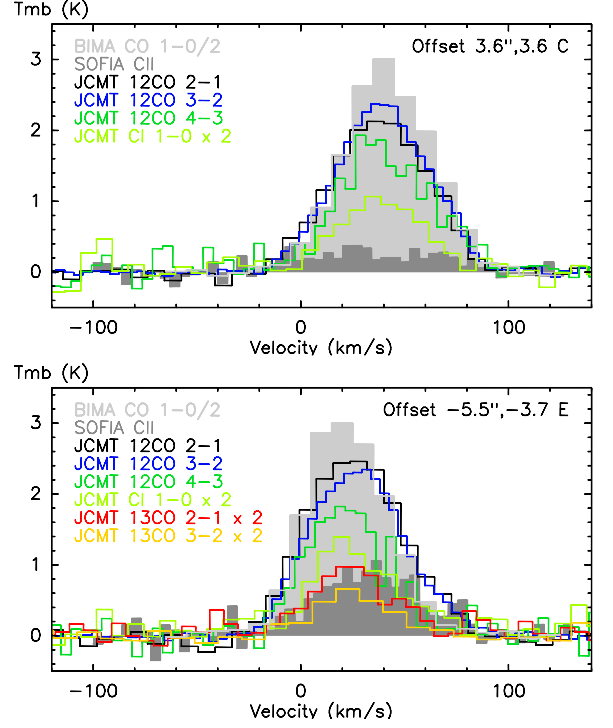 Tmb (K)
3
BIMA CO 1-0/2
Offset 3.6",3.6 C
SOFIA CII
JCMT 12CO 2-1
JCMT 12CO 3-2
2
JCMT 12CO 4-3
JCMT CI 1-0 x 2
1
0
-100
0
100
Velocity (km/s)
Tmb (K)
3
BIMA CO 1-0/2
Offset -5.5",-3.7 E
SOFIA CII
JCMT 12CO 2-1
JCMT 12CO 3-2
JCMT 12CO 4-3
2
JCMT CI 1-0 x 2
JCMT 13CO 2-1 x 2
JCMT 13CO 3-2 x 2
1
0
-100
0
100
Velocity (km/s)